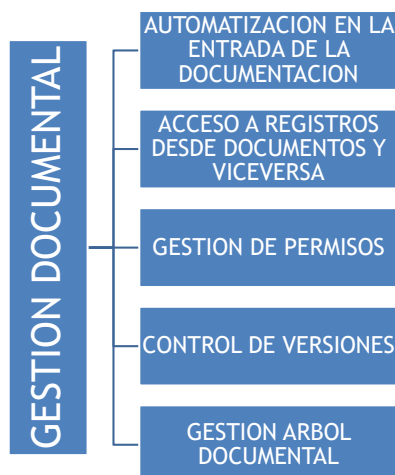 GESTION DOCUMENTAL
AUTOMATIZACION EN LA
ENTRADA DE LA
DOCUMENTACION
ACCESO A REGISTROS
DESDE DOCUMENTOS Y
VICEVERSA
GESTION DE PERMISOS
CONTROL DE VERSIONES
GESTION ARBOL
DOCUMENTAL